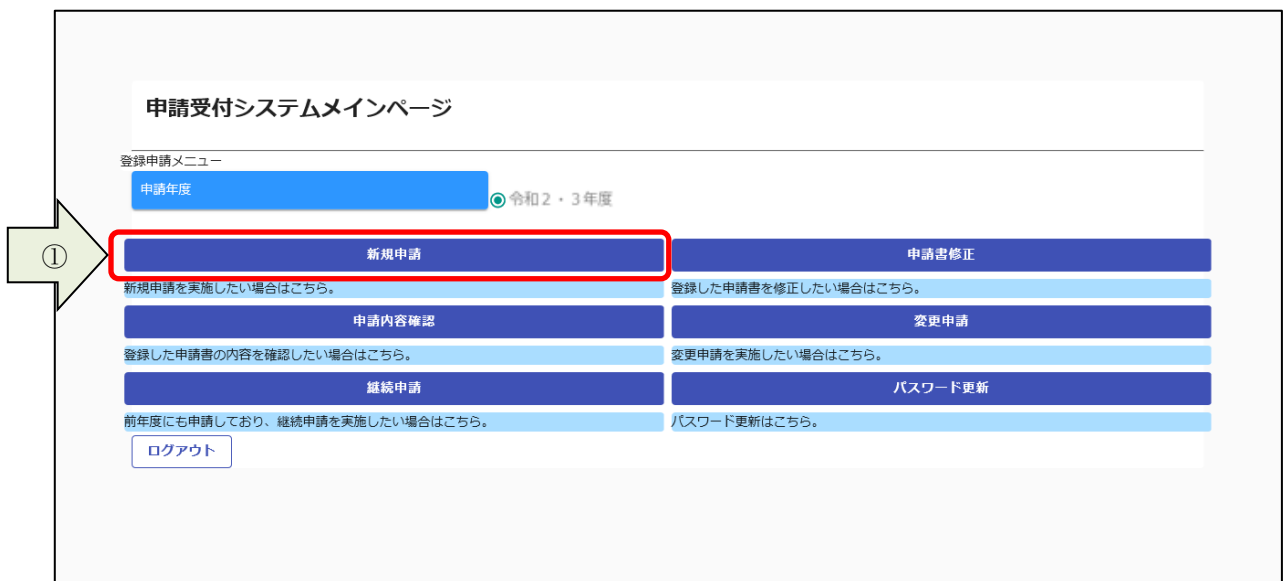 申請受付システムメインページ
登録申請メニュー
申請年度
令和2・3年度
①
新規申請
申請書修正
新規申請を実施したい場合はこちら。
登録した申請書を修正したい場合はこちら。
申請内容確認
変更申請
登録した申請書の内容を確認したい場合はこちら。
変更申請を実施したい場合はこちら。
継続申請
パスワード更新
前年度にも申請しており、継続申請を実施したい場合はこちら。
パスワード更新はこちら。
ログアウト